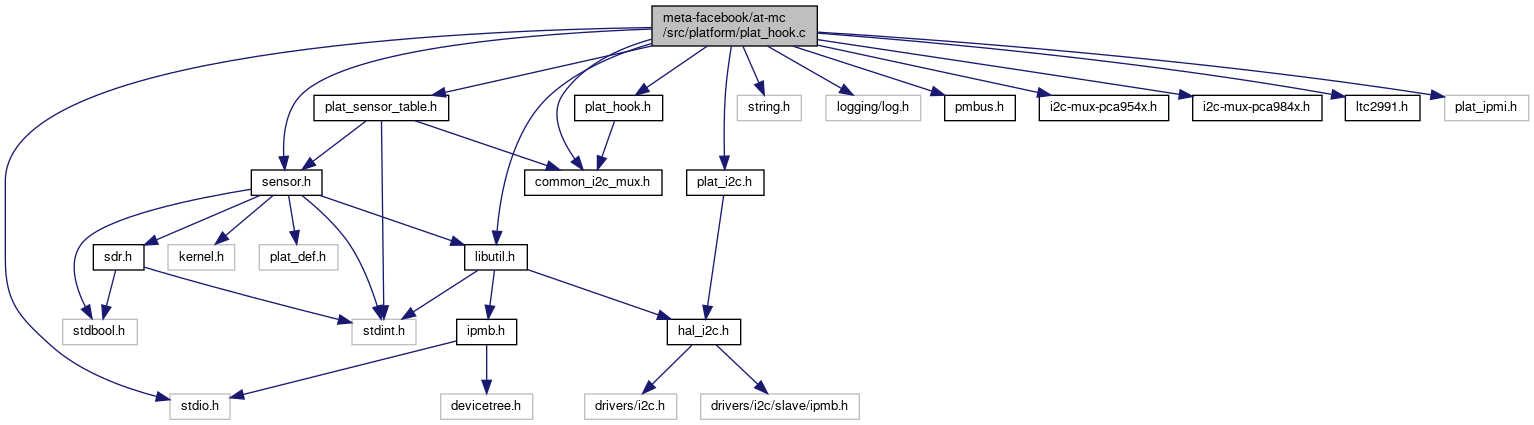 meta-facebook/at-mc
/src/platform/plat_hook.c
plat_sensor_table.h
plat_hook.h
string.h
logging/log.h
pmbus.h
i2c-mux-pca954x.h
i2c-mux-pca984x.h
ltc2991.h
plat_ipmi.h
sensor.h
common_i2c_mux.h
plat_i2c.h
sdr.h
kernel.h
plat_def.h
libutil.h
stdbool.h
stdint.h
ipmb.h
hal_i2c.h
stdio.h
devicetree.h
drivers/i2c.h
drivers/i2c/slave/ipmb.h